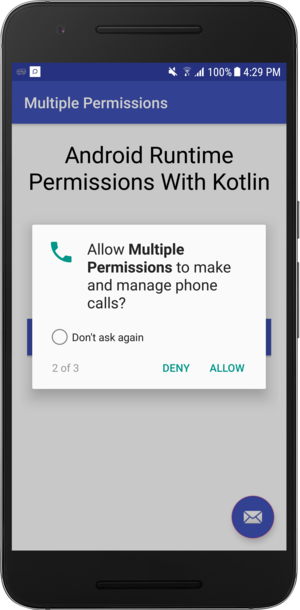 100% 4:29 PM
Multiple Permissions
Android Runtime
Permissions With Kotlin
Allow Multiple
Permissions to make
and manage phone
calls?
Don't ask again
2 of 3 DENY ALLOW